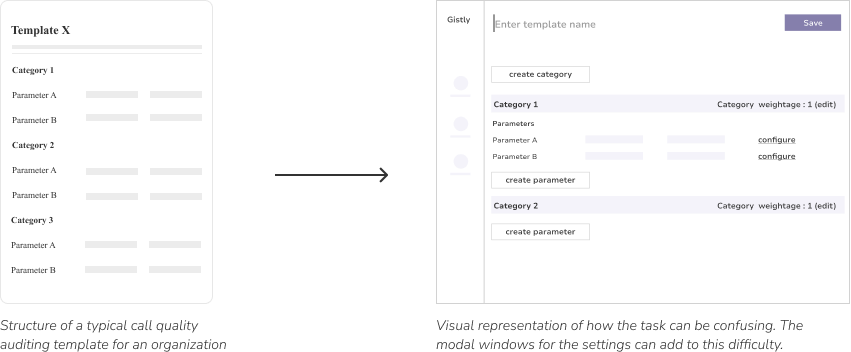 Template X
Category 1
Parameter A
Parameter B
Category 2
Parameter A
Parameter B
Category 3
Parameter A
Parameter B
Structure of a typical call quality
auditing template for an organization
Gistly
Enter template name
Save
create category
Category 1
Category weightage : 1 (edit)
Parameters
Parameter A
configure
Parameter B
configure
create parameter
Category 2
Category weightage : 1 (edit)
create parameter
Visual representation of how the task can be confusing. The
modal windows for the settings can add to this difficulty.